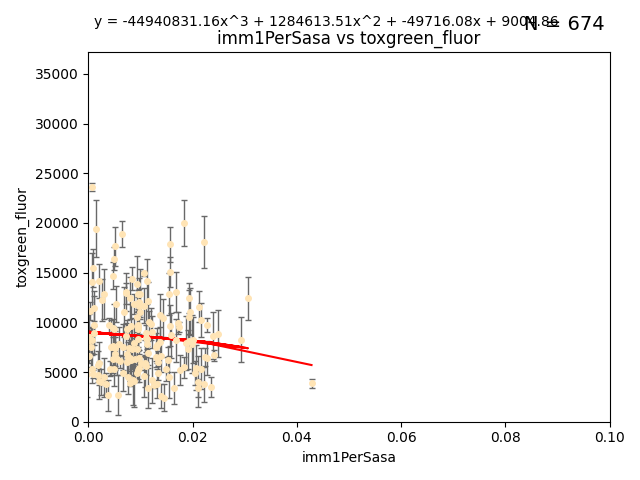 y = -44940831.16x^3 + 1284613.51x^2 + -49716.08x + 9004.86
N = 674
imm1PerSasa vs toxgreen_fluor
35000
30000
25000
20000
15000
10000
5000
0
toxgreen_fluor
0.00 0.02 0.04 0.06 0.08 0.10
imm1PerSasa